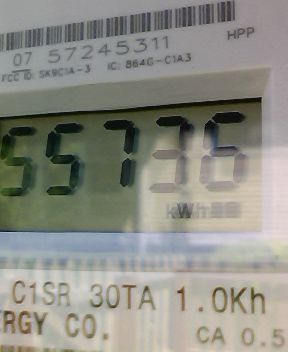 07 57245311
HPP
FCC ID: SK9C1A-3 IC: 864G-C1A3
55736
kWh
C1SR 30TA 1.0Kh
ERGY CO.
CA 0.5